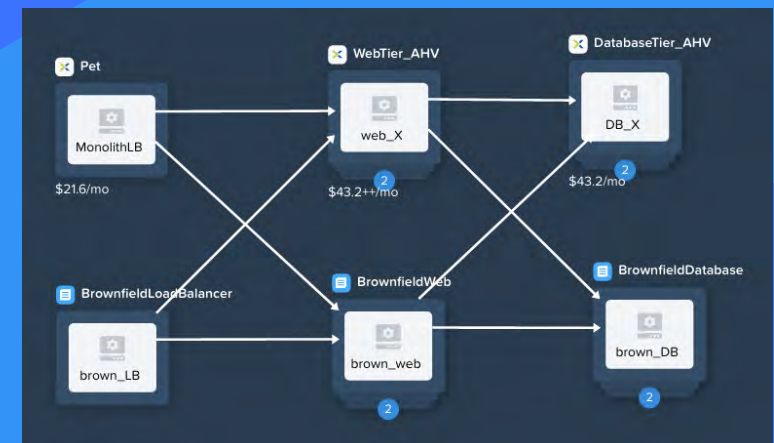 Pet
WebTier_AHV
DatabaseTier_AHV
MonolithLB
web_X
DB_X
$21.6/mo
2
$43.2++/mo
2
$43.2/mo
BrownfieldLoadBalancer
BrownfieldWeb
BrownfieldDatabase
brown_LB
brown_web
brown_DB
2
2